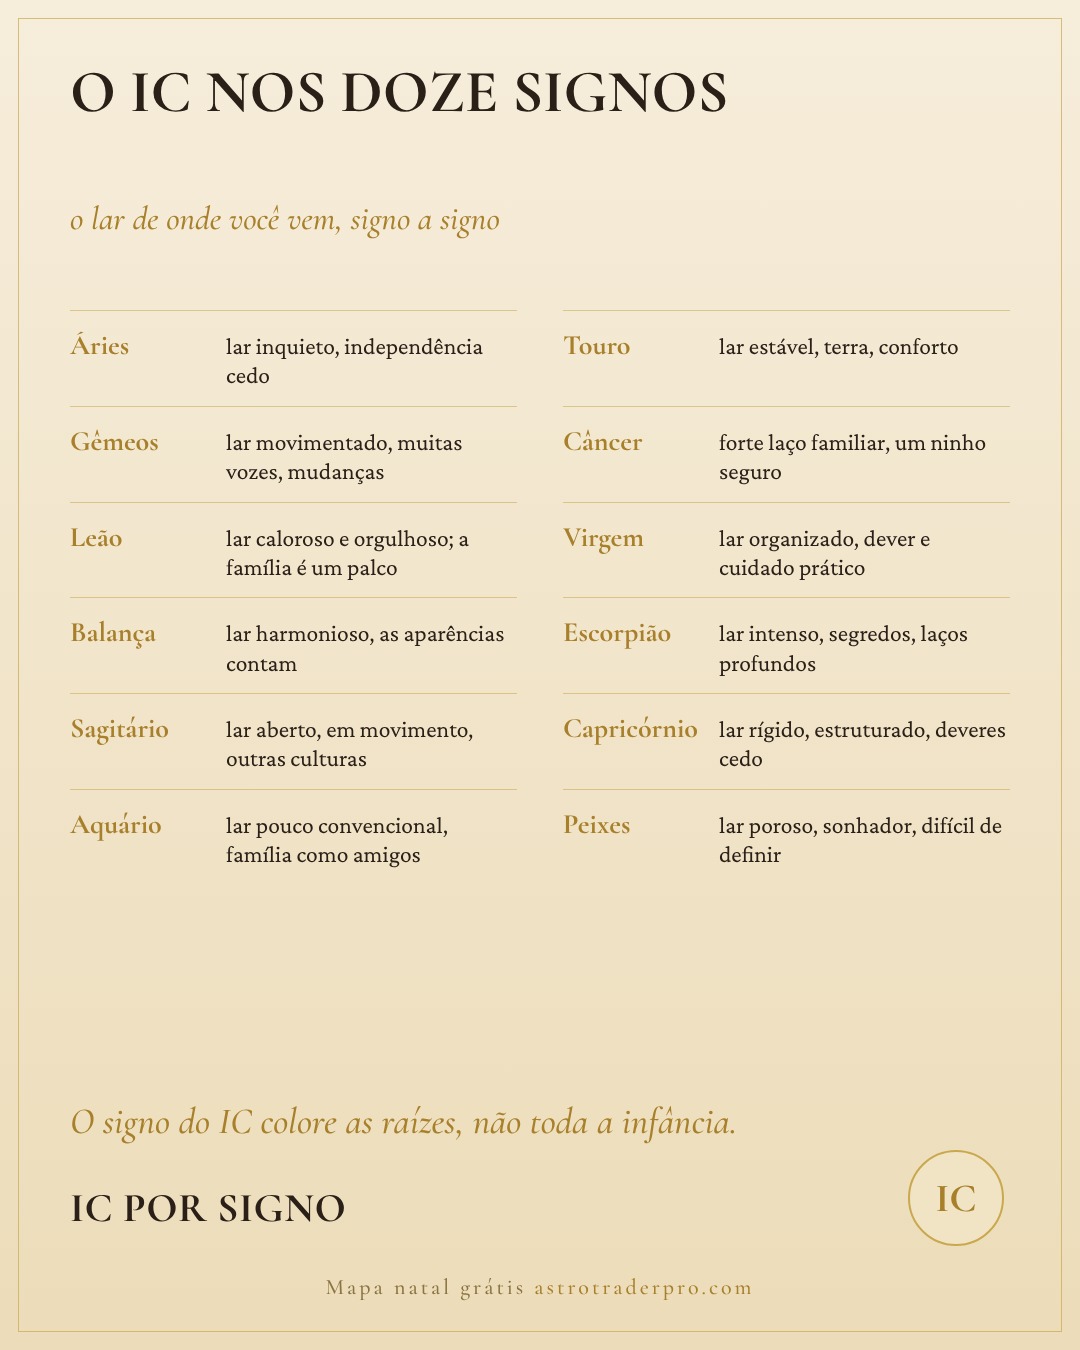 O IC NOS DOZE SIGNOS
o lar de onde você vem, signo a signo
Áries
lar inquieto, independência
cedo
Touro
lar estável, terra, conforto
Gêmeos
lar movimentado, muitas
vozes, mudanças
Câncer
forte laço familiar, um ninho
seguro
Leão
lar caloroso e orgulhoso; a
família é um palco
Virgem
lar organizado, dever e
cuidado prático
Balança
lar harmonioso, as aparências
contam
Escorpião
lar intenso, segredos, laços
profundos
Sagitário
lar aberto, em movimento,
outras culturas
Capricórnio
lar rígido, estruturado, deveres
cedo
Aquário
lar pouco convencional,
família como amigos
Peixes
lar poroso, sonhador, difícil de
definir
O signo do IC colore as raízes, não toda a infância.
IC POR SIGNO
IC
Mapa natal grátis astrotraderpro.com